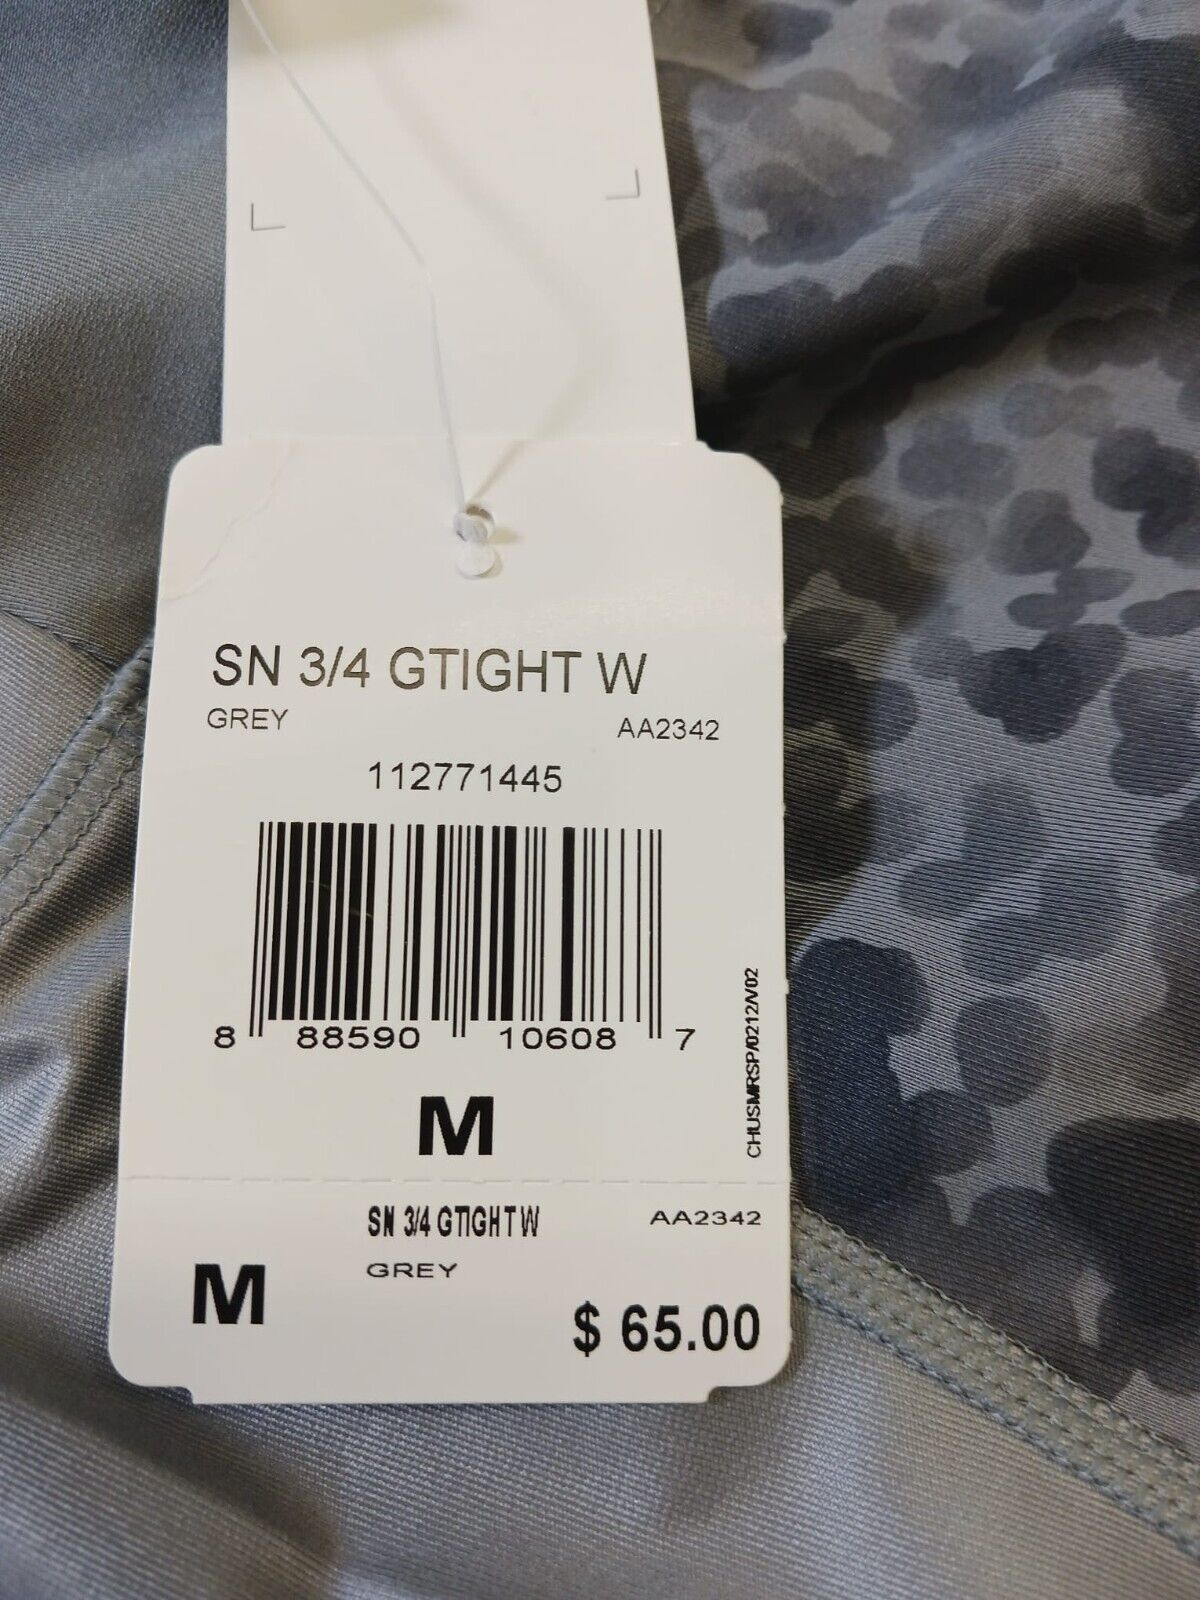 SN 3/4 GTIGHT W
GREY AA2342
112771445
8 88590 10608 7
M
CHUSMRSP/0212/V02
SN 3/4 GTIGHT W AA2342
GREY
M
$ 65.00